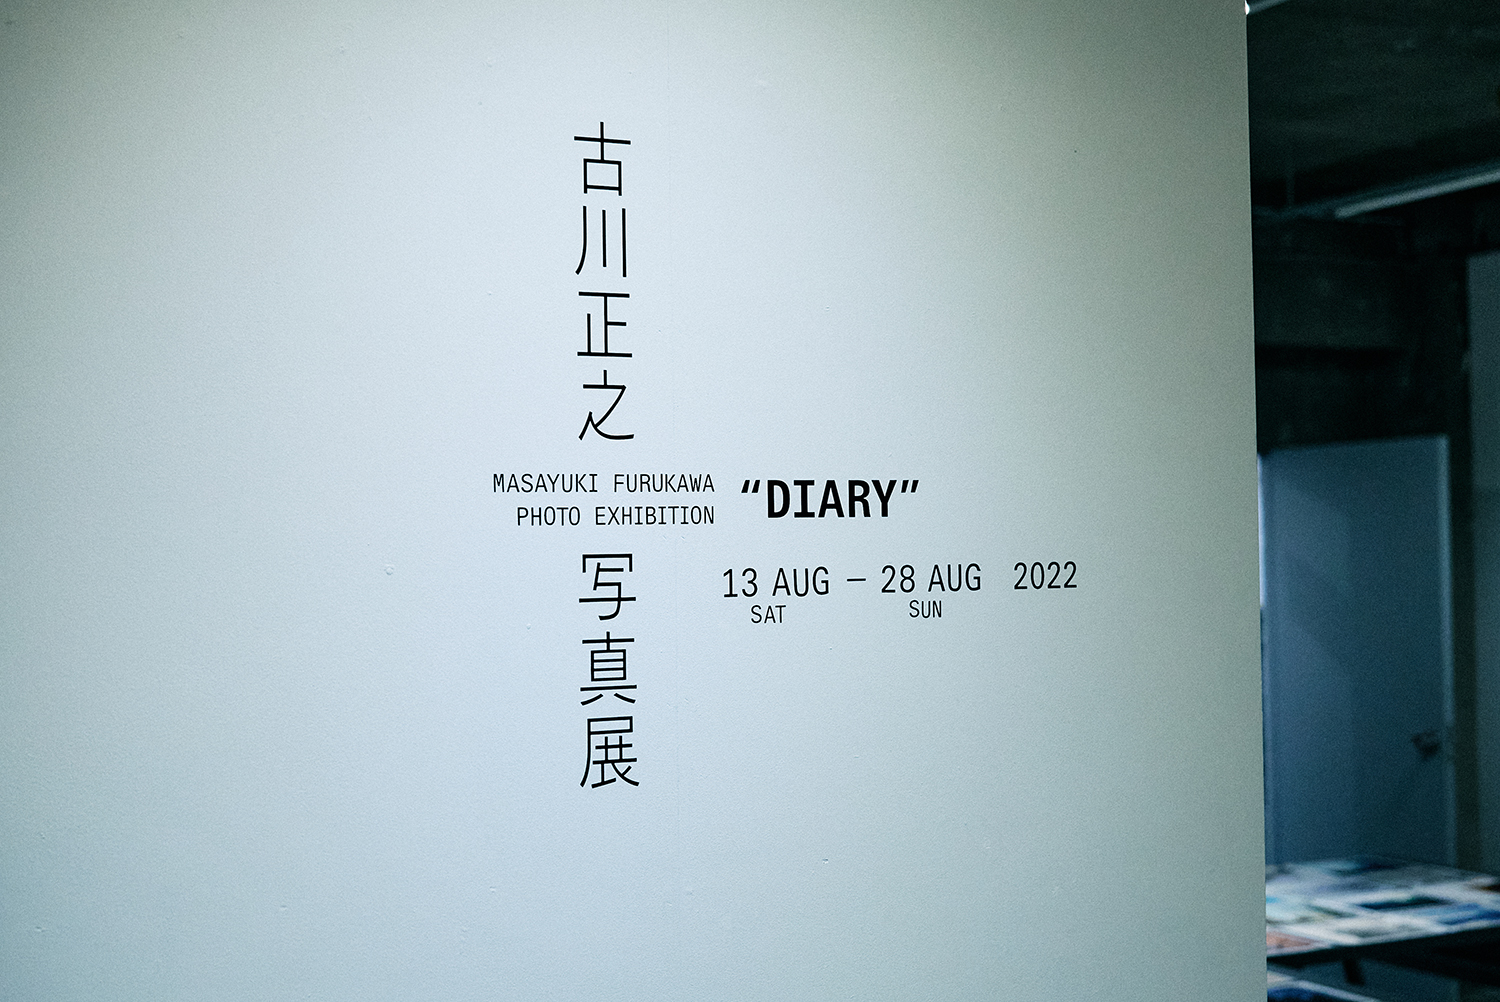 古川正之
MASAYUKI FURUKAWA
PHOTO EXHIBITION
写真展
“DIARY”
13 AUG – 28 AUG 2022
SAT SUN